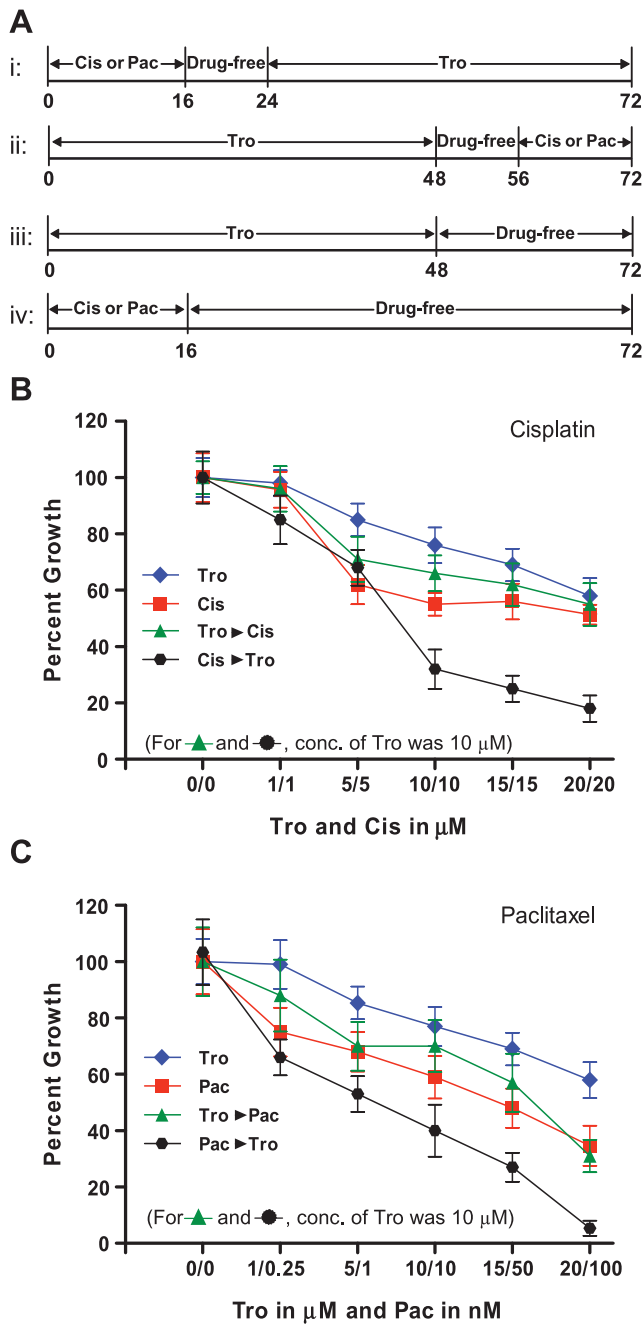 A
i:
Cis or Pac Drug-free Tro
0 16 24 72
ii:
Tro Drug-free Cis or Pac
0 48 56 72
iii:
Tro Drug-free
0 48 72
iv:
Cis or Pac Drug-free
0 16 72
B
Cisplatin
Percent Growth
120
100
80
60
40
20
0
Tro
Cis
Tro ► Cis
Cis ► Tro
(For ▲ and ●, conc. of Tro was 10 µM)
0/0 1/1 5/5 10/10 15/15 20/20
Tro and Cis in µM
C
Paclitaxel
Percent Growth
120
100
80
60
40
20
0
Tro
Pac
Tro ► Pac
Pac ► Tro
(For ▲ and ●, conc. of Tro was 10 µM)
0/0 1/0.25 5/1 10/10 15/50 20/100
Tro in µM and Pac in nM